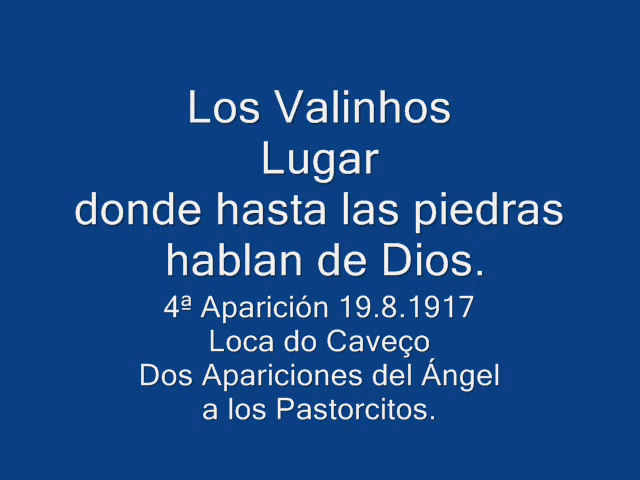 Los Valinhos
Lugar
donde hasta las piedras
hablan de Dios.
4ª Aparición 19.8.1917
Loca do Caveço
Dos Apariciones del Ángel
a los Pastorcitos.